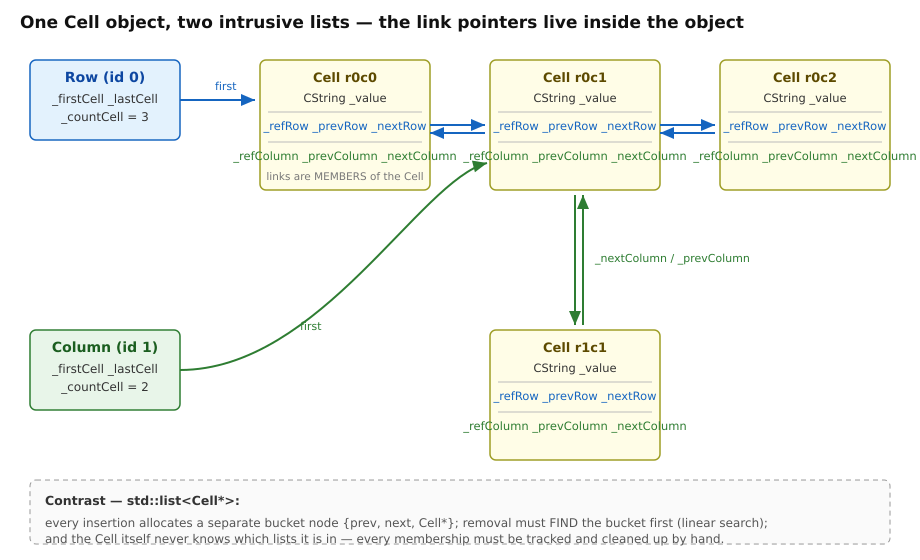 One Cell object, two intrusive lists — the link pointers live inside the object
Row (id 0)
_firstCell _lastCell
_countCell = 3
first
Cell r0c0
CString _value
_refRow _prevRow _nextRow
_refColumn _prevColumn _nextColumn
links are MEMBERS of the Cell
Cell r0c1
CString _value
_refRow _prevRow _nextRow
_refColumn _prevColumn _nextColumn
Cell r0c2
CString _value
_refRow _prevRow _nextRow
_refColumn _prevColumn _nextColumn
_nextColumn / _prevColumn
first
Column (id 1)
_firstCell _lastCell
_countCell = 2
Cell r1c1
CString _value
_refRow _prevRow _nextRow
_refColumn _prevColumn _nextColumn
Contrast — std::list<Cell*>:
every insertion allocates a separate bucket node {prev, next, Cell*}; removal must FIND the bucket first (linear search);
and the Cell itself never knows which lists it is in — every membership must be tracked and cleaned up by hand.